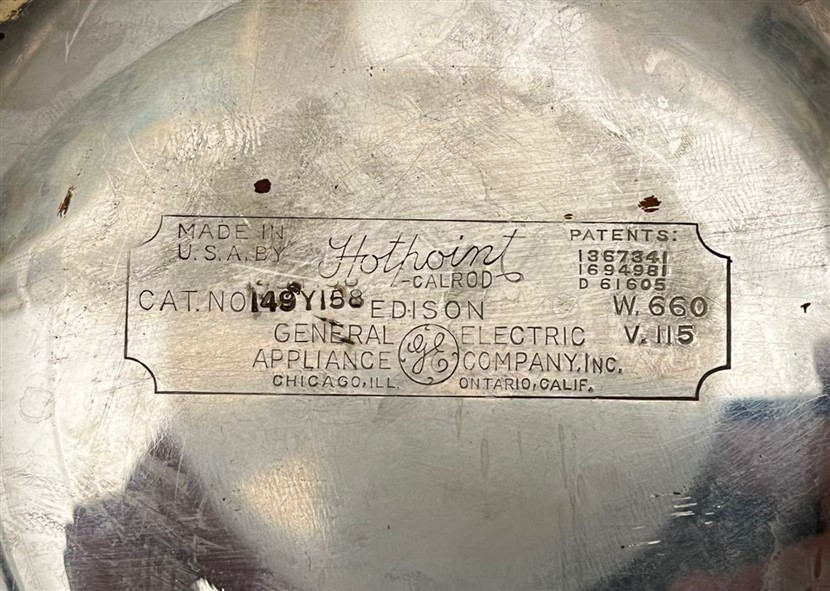 MADE IN
U.S.A. BY
Hotpoint
-CALROD
PATENTS:
1367341
1694981
D 61605
CAT. NO 149Y158 EDISON
W. 660
GENERAL GE ELECTRIC
V. 115
APPLIANCE COMPANY, INC.
CHICAGO, ILL. ONTARIO, CALIF.